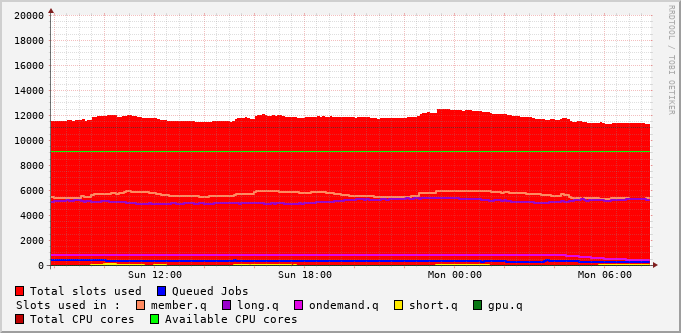 20000
18000
16000
14000
12000
10000
8000
6000
4000
2000
0
Sun 12:00 Sun 18:00 Mon 00:00 Mon 06:00
RRDTOOL / TOBI OETIKER
Total slots used Queued Jobs
Slots used in : member.q long.q ondemand.q short.q gpu.q
Total CPU cores Available CPU cores